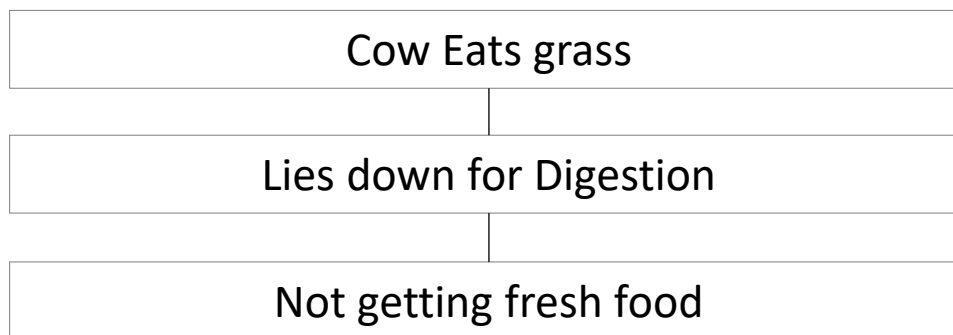 Cow Eats grass
Lies down for Digestion
Not getting fresh food